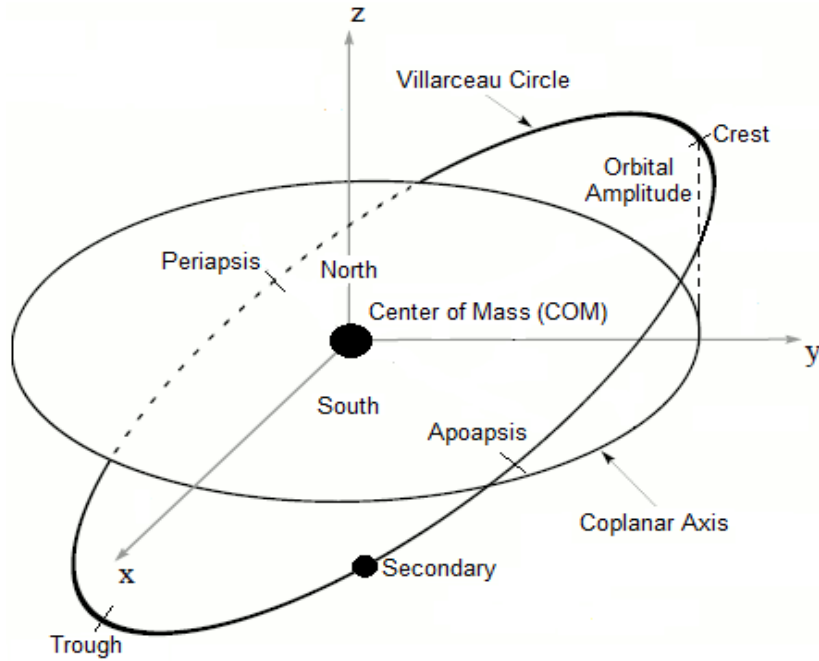 z
Villarceau Circle
Crest
Orbital
Amplitude
Periapsis
North
Center of Mass (COM)
y
South
Apoapsis
Coplanar Axis
x
Secondary
Trough